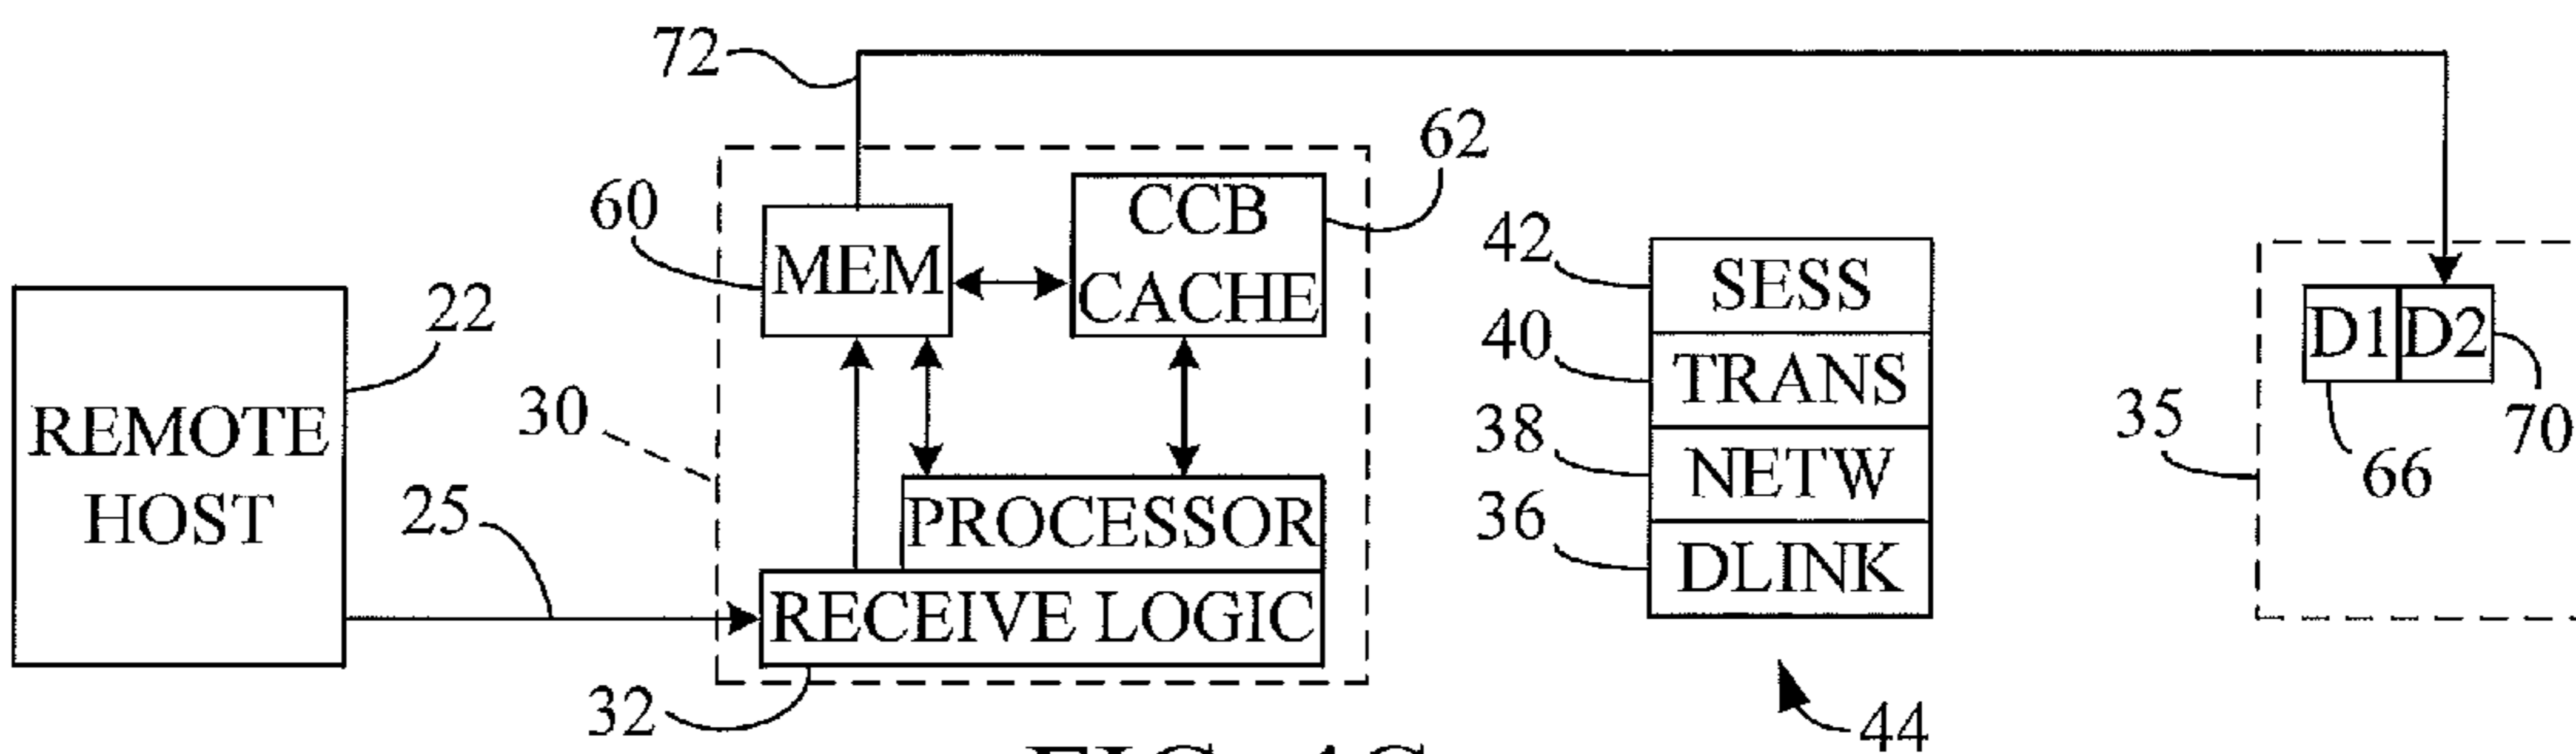 72
62
CCB
CACHE
60
MEM
42
SESS
22
40
TRANS
D1
D2
REMOTE
HOST
30
38
NETW
35
66
70
25
PROCESSOR
36
DLINK
RECEIVE LOGIC
32
44